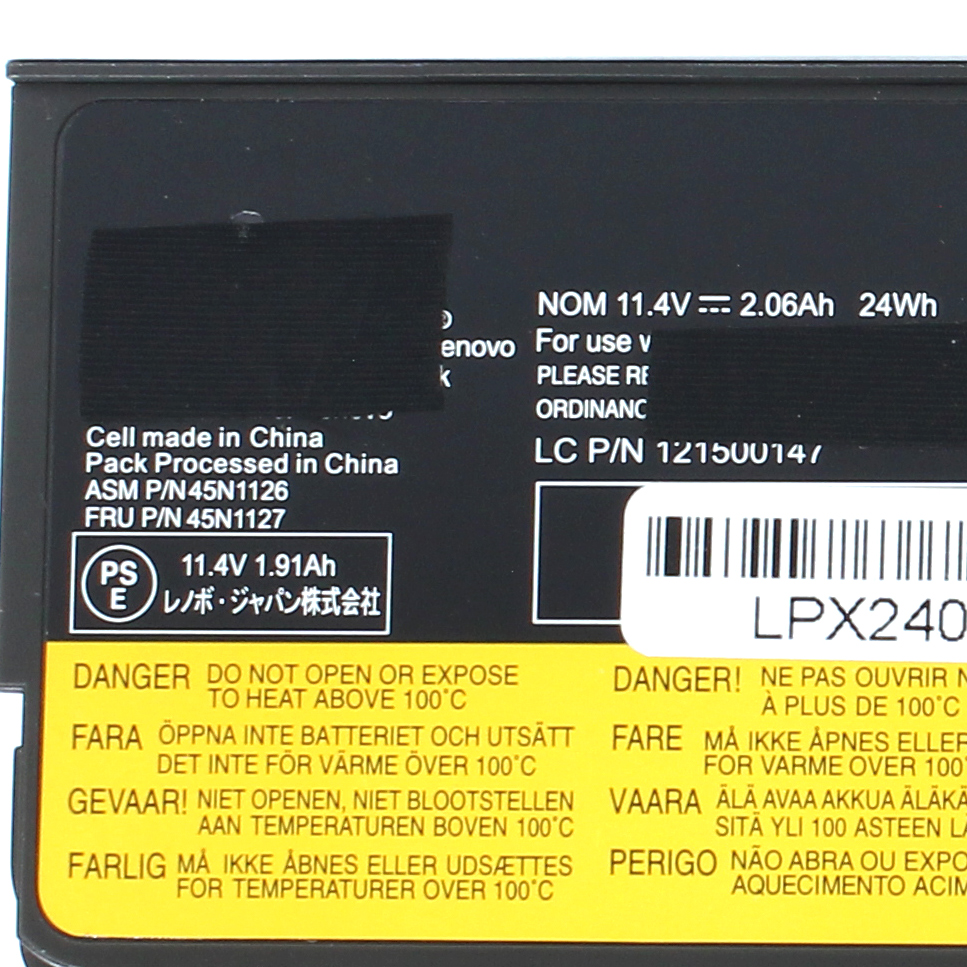 enovo
Cell made in China
Pack Processed in China
ASM P/N 45N1126
FRU P/N 45N1127
PS
E
11.4V 1.91Ah
レノボ・ジャパン株式会社
NOM 11.4V 2.06Ah 24Wh
For use
PLEASE RE
ORDINANC
LC P/N 121500147
LPX240
DANGER DO NOT OPEN OR EXPOSE
TO HEAT ABOVE 100°C
FARA ÖPPNA INTE BATTERIET OCH UTSÄTT
DET INTE FÖR VÄRME ÖVER 100°C
GEVAAR! NIET OPENEN, NIET BLOOTSTELLEN
AAN TEMPERATUREN BOVEN 100°C
FARLIG MÅ IKKE ÅBNES ELLER UDSÆTTES
FOR TEMPERATURER OVER 100°C
DANGER! NE PAS OUVRIR N
À PLUS DE 100°C
FARE MÅ IKKE ÅPNES ELLER
FOR VARME OVER 100°
VAARA ÄLÄ AVAA AKKUA ÄLÄKÄ
SITÄ YLI 100 ASTEEN LÄ
PERIGO NÃO ABRA OU EXPO
AQUECIMENTO ACIM